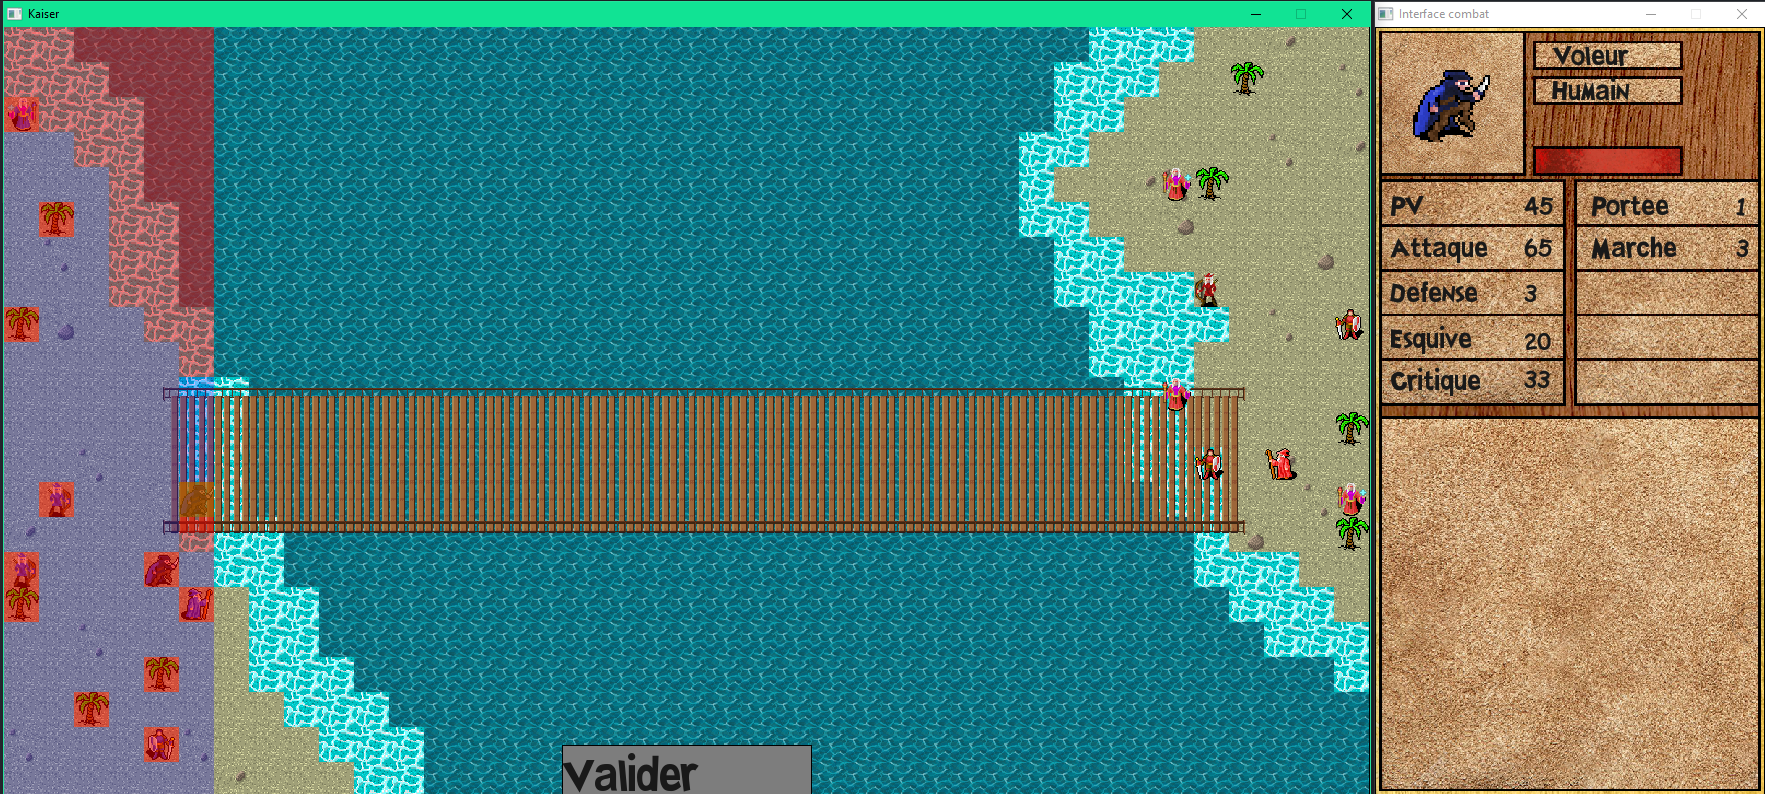 Kaiser
Interface combat
Voleur
Humain
PV 45
Portee 1
Attaque 65
Marche 3
Defense 3
Esquive 20
Critique 33
Valider